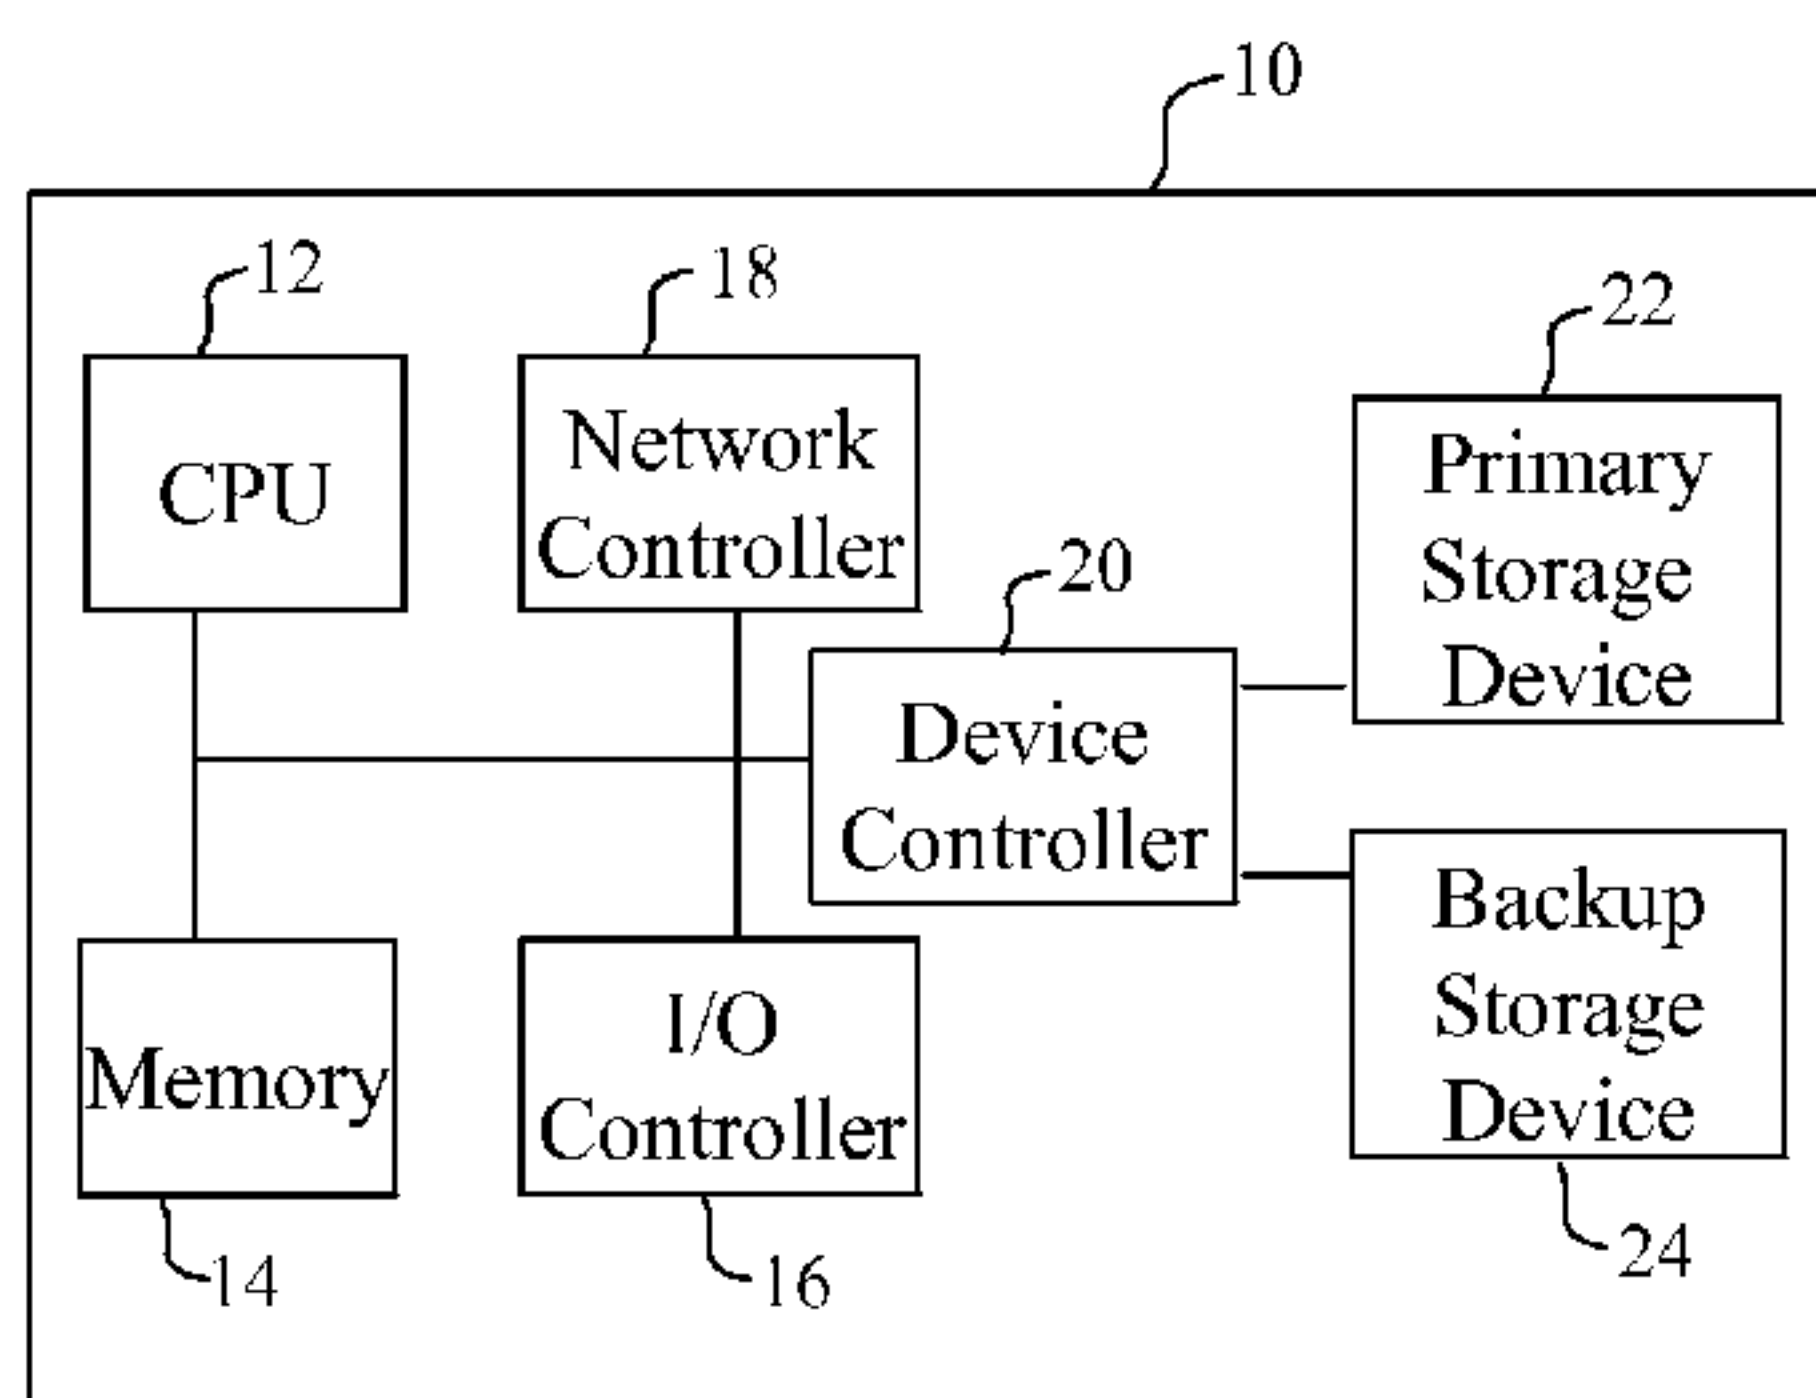 10
12
18
22
CPU
Network
Controller
Primary
Storage
Device
20
Device
Controller
Memory
I/O
Controller
Backup
Storage
Device
14
16
24